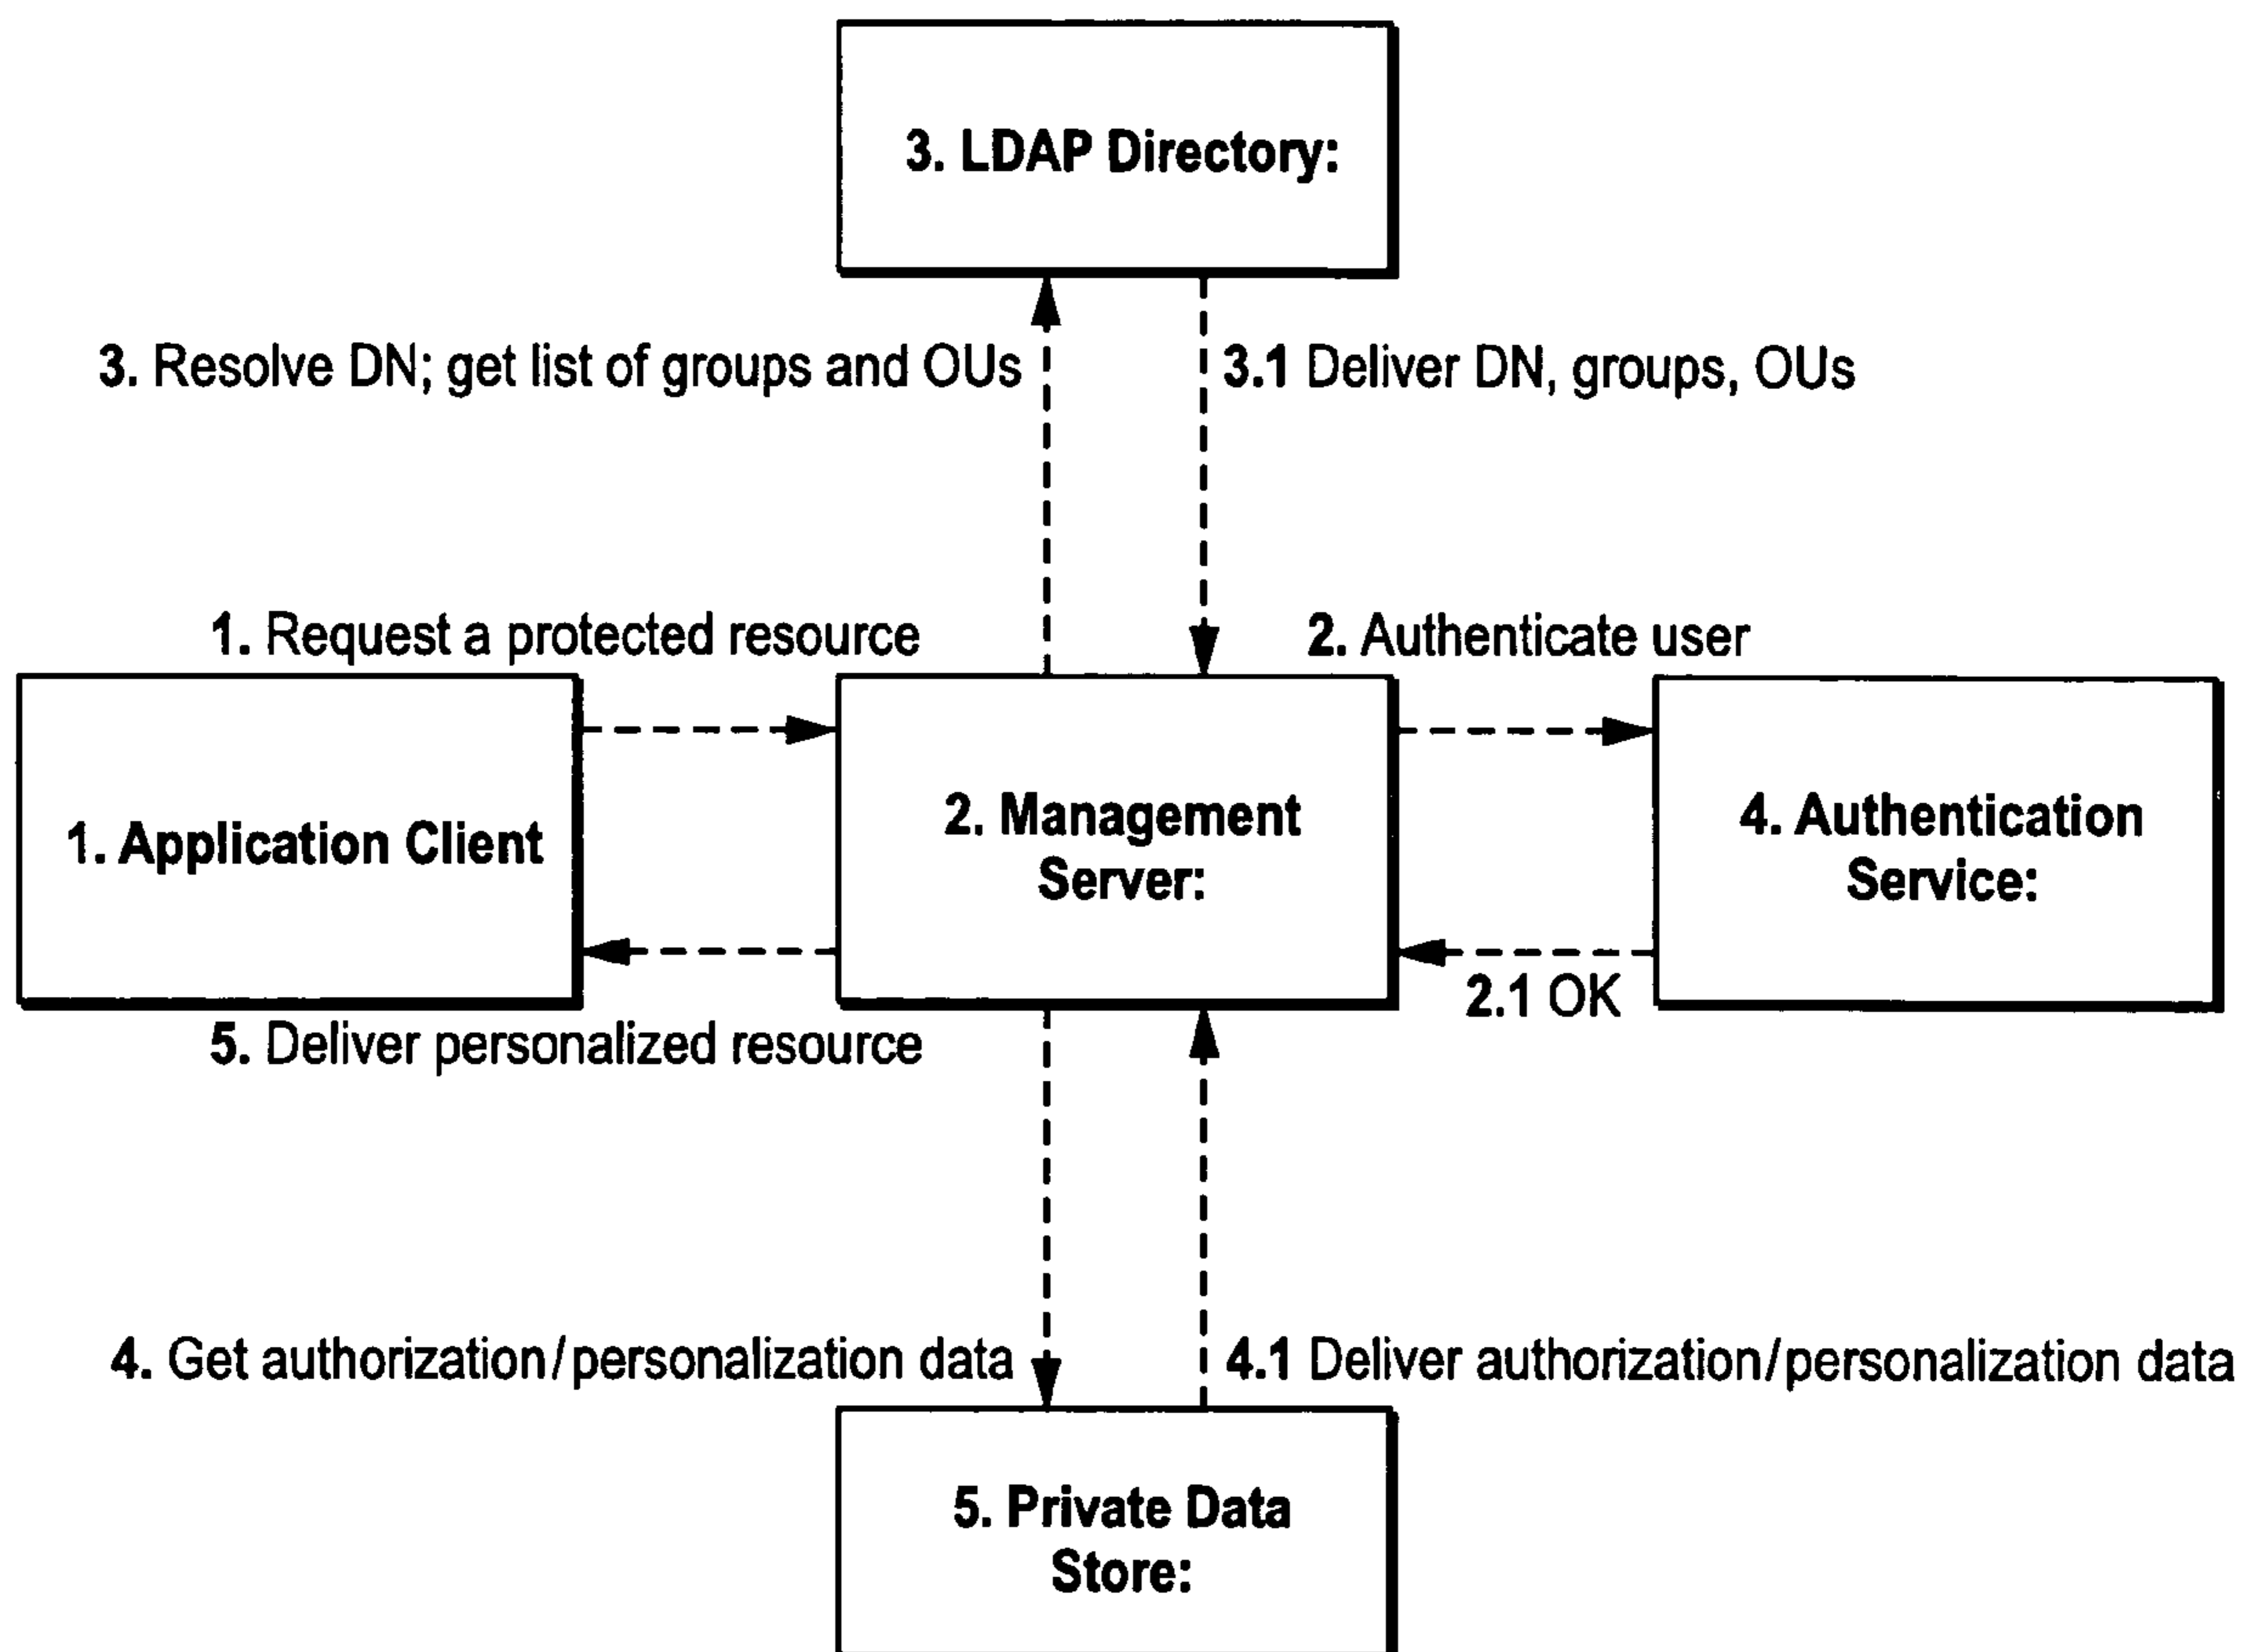 3. LDAP Directory:
3. Resolve DN; get list of groups and OUs
3.1 Deliver DN, groups, OUs
1. Request a protected resource
2. Authenticate user
1. Application Client
2. Management
Server:
4. Authentication
Service:
2.1 OK
5. Deliver personalized resource
4. Get authorization/personalization data
4.1 Deliver authorization/personalization data
5. Private Data
Store: